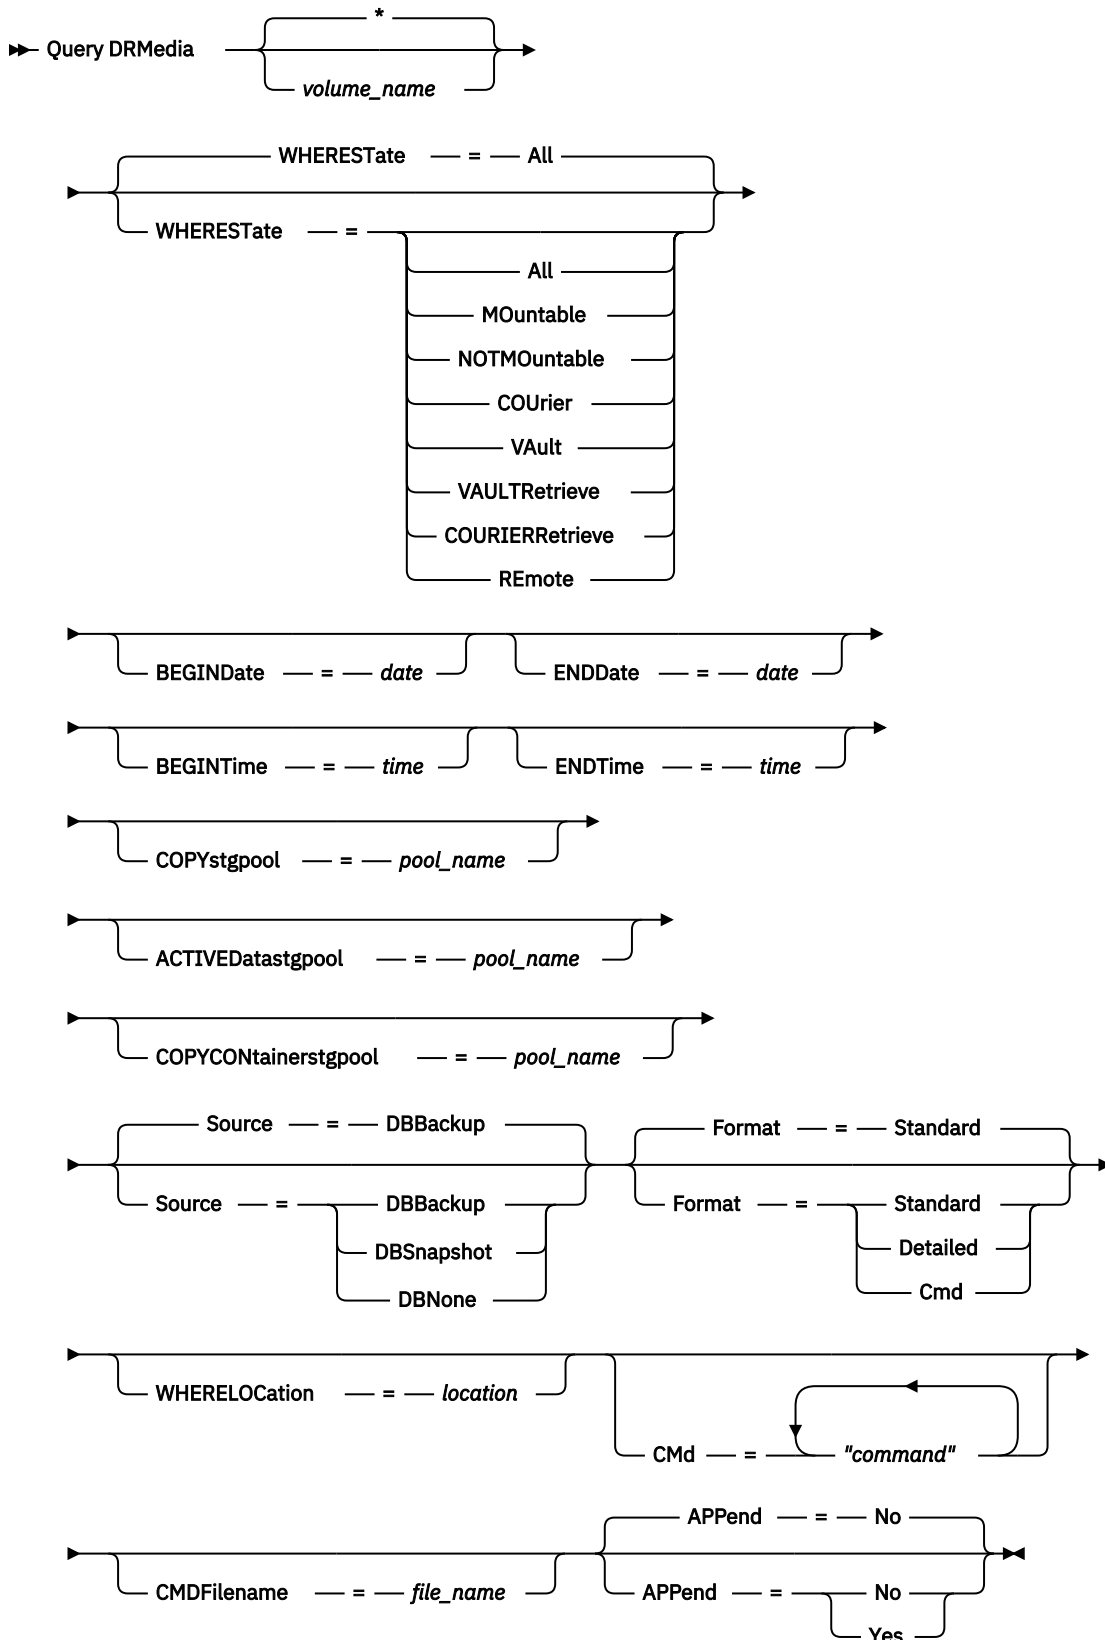 *
Query DRMedia
volume_name
WHERESTate = All
WHERESTate =
All
MOuntable
NOTMOuntable
COUrier
VAult
VAULTRetrieve
COURIERRetrieve
REmote
BEGINDate = date ENDDate = date
BEGINTime = time ENDTime = time
COPYstgpool = pool_name
ACTIVEDatastgpool = pool_name
COPYCONtainerstgpool = pool_name
Source = DBBackup Format = Standard
Source = DBBackup Format = Standard
DBSnapshot Detailed
DBNone Cmd
WHERELOCation = location
CMd = "command"
APPend = No
CMDFilename = file_name APPend = No
Yes